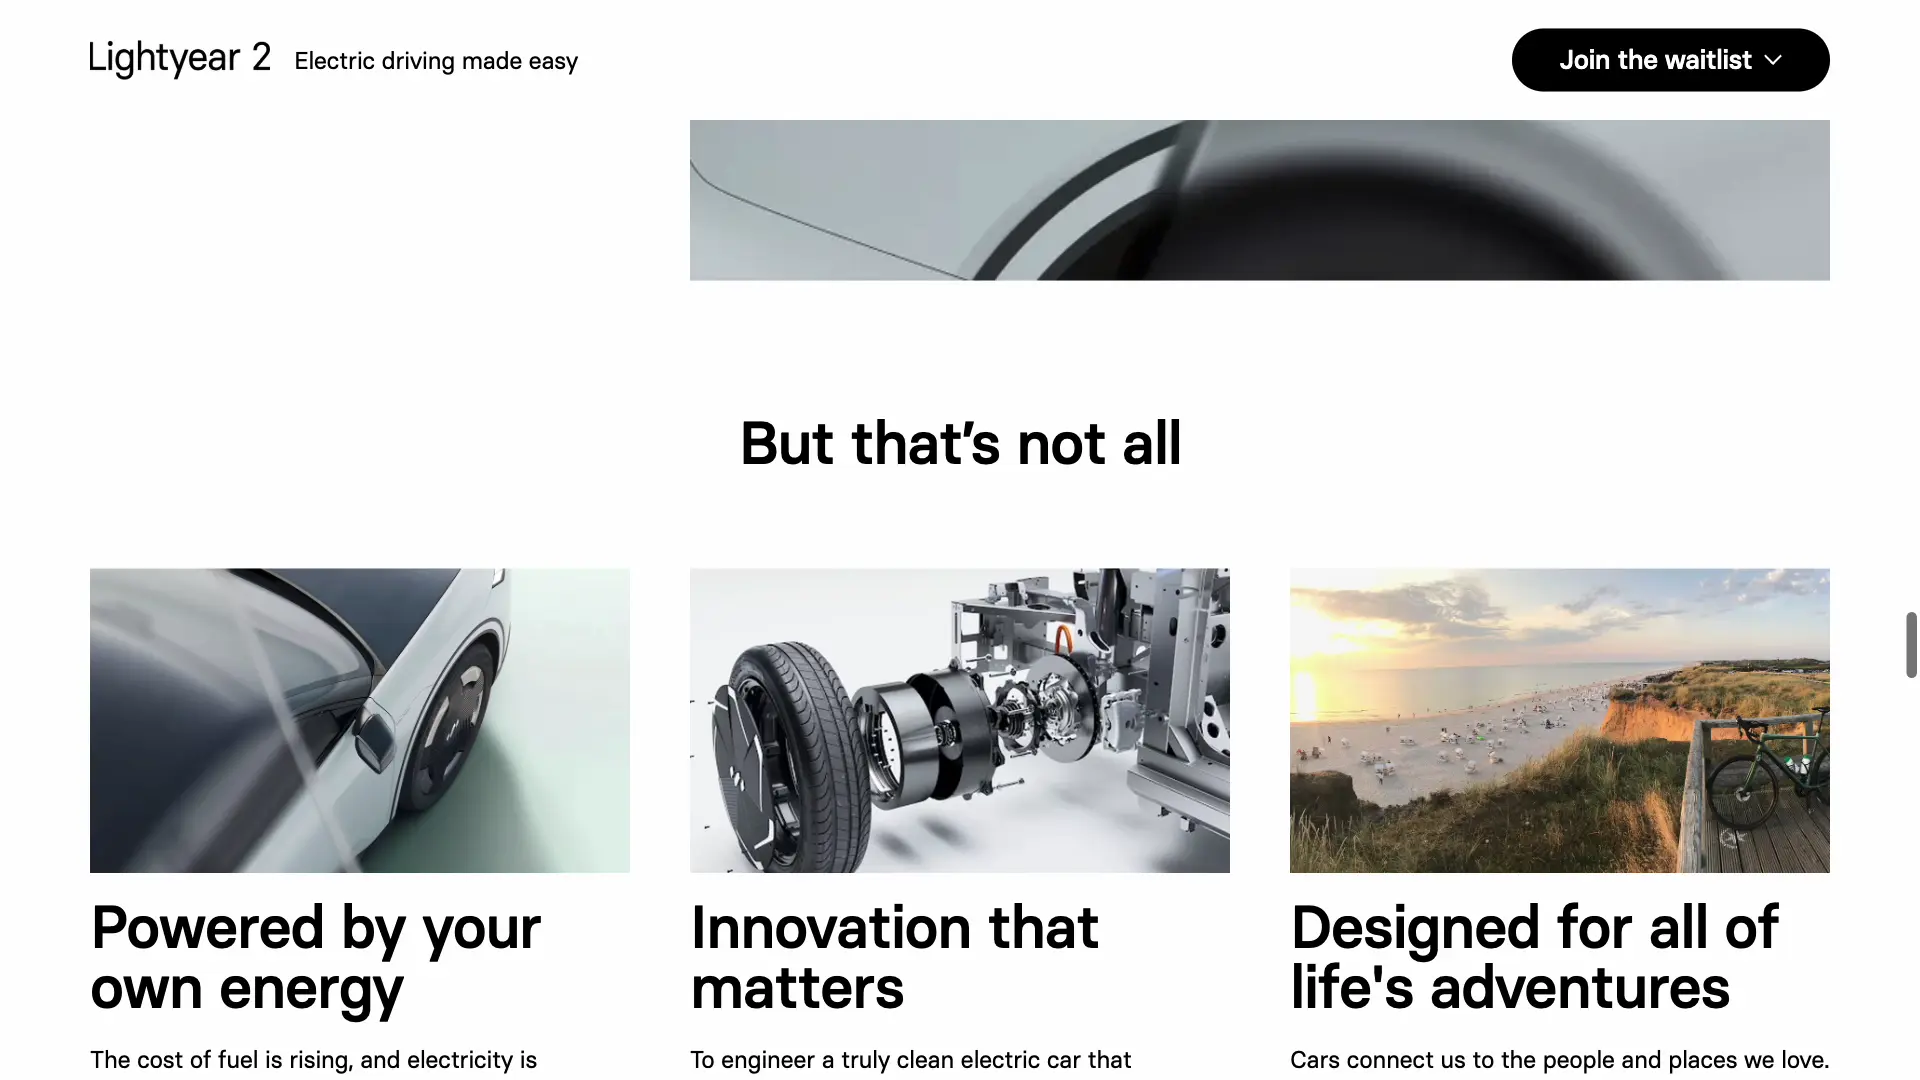 Lightyear 2 Electric driving made easy
Join the waitlist
But that’s not all
Powered by your
own energy
The cost of fuel is rising, and electricity is
Innovation that
matters
To engineer a truly clean electric car that
Designed for all of
life's adventures
Cars connect us to the people and places we love.